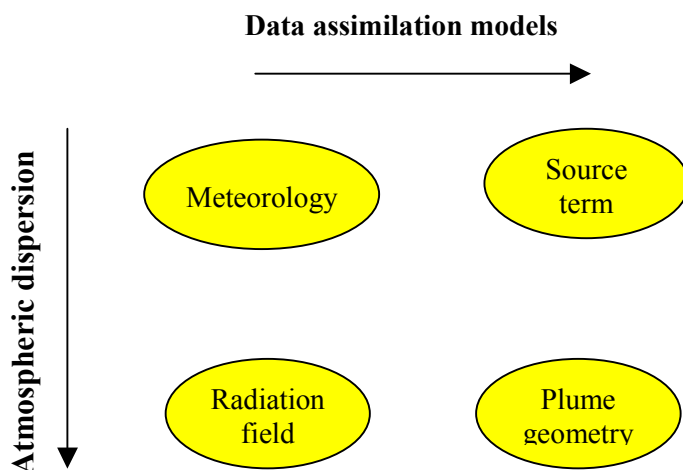 Data assimilation models
Atmospheric dispersion
Meteorology
Source
term
Radiation
field
Plume
geometry